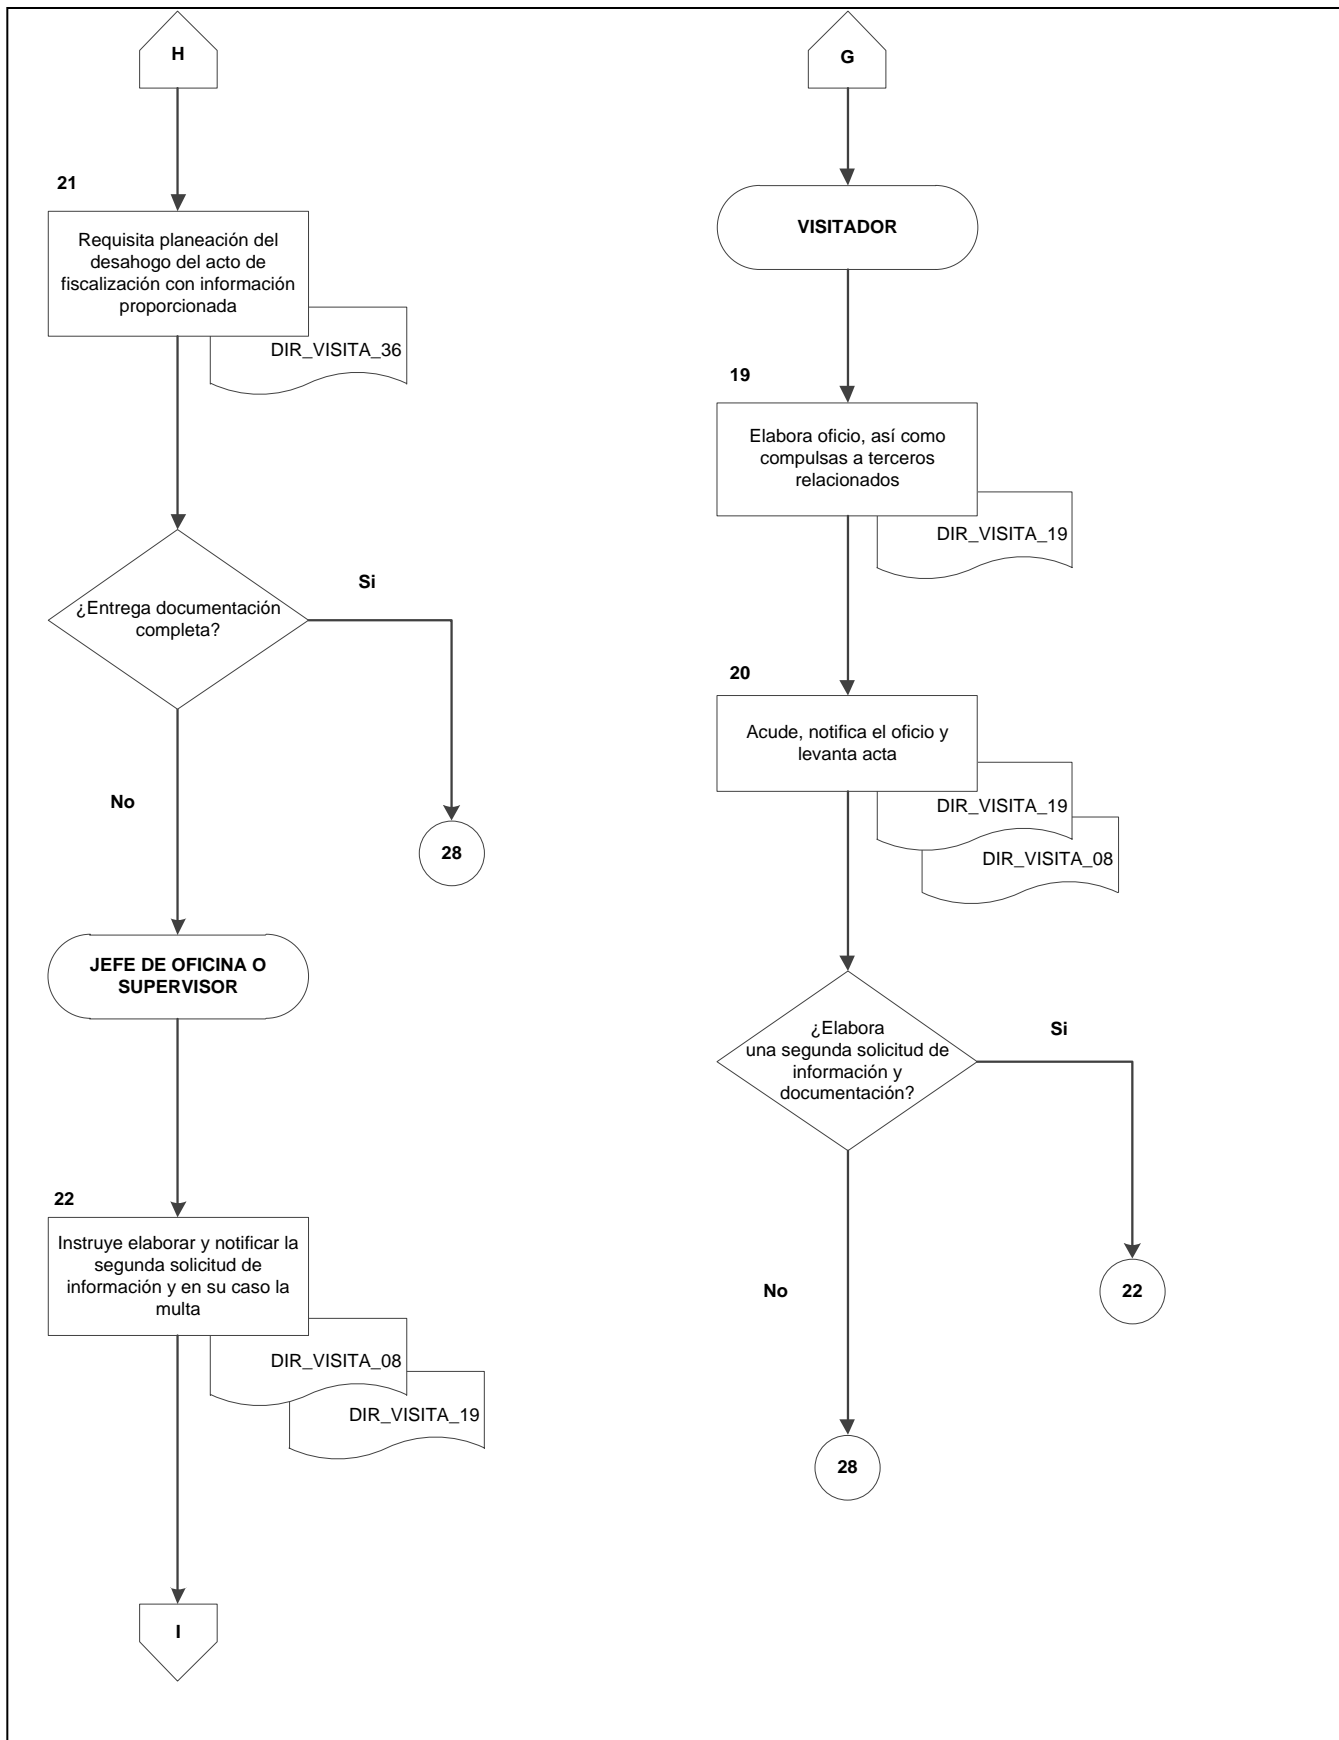 H
21
Requisita planeación del
desahogo del acto de
fiscalización con información
proporcionada
DIR_VISITA_36
¿Entrega documentación
completa?
Si
28
No
JEFE DE OFICINA O
SUPERVISOR
22
Instruye elaborar y notificar la
segunda solicitud de
información y en su caso la
multa
DIR_VISITA_08
DIR_VISITA_19
I
G
VISITADOR
19
Elabora oficio, así como
compulsas a terceros
relacionados
DIR_VISITA_19
20
Acude, notifica el oficio y
levanta acta
DIR_VISITA_19
DIR_VISITA_08
¿Elabora
una segunda solicitud de
información y
documentación?
Si
22
No
28